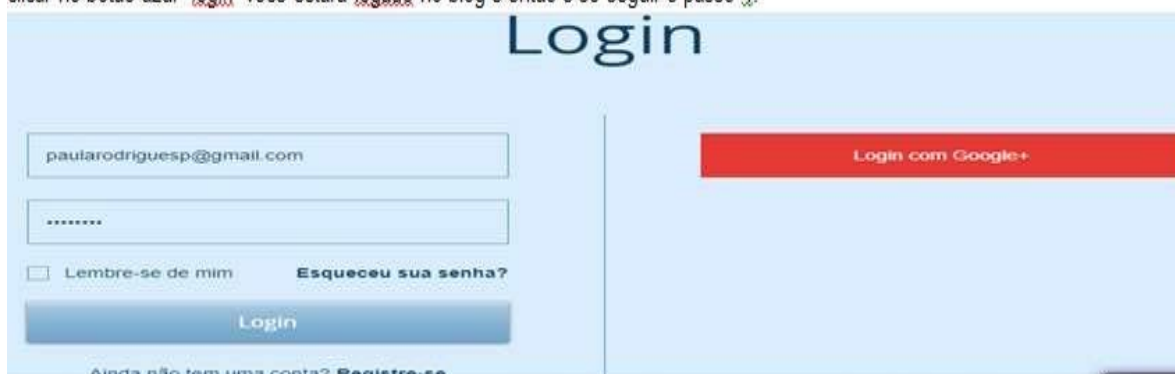 Login
paularodriguesp@gmail.com
••••••••
Lembre-se de mim
Esqueceu sua senha?
Login
Ainda não tem uma conta? Registre-se
Login com Google+